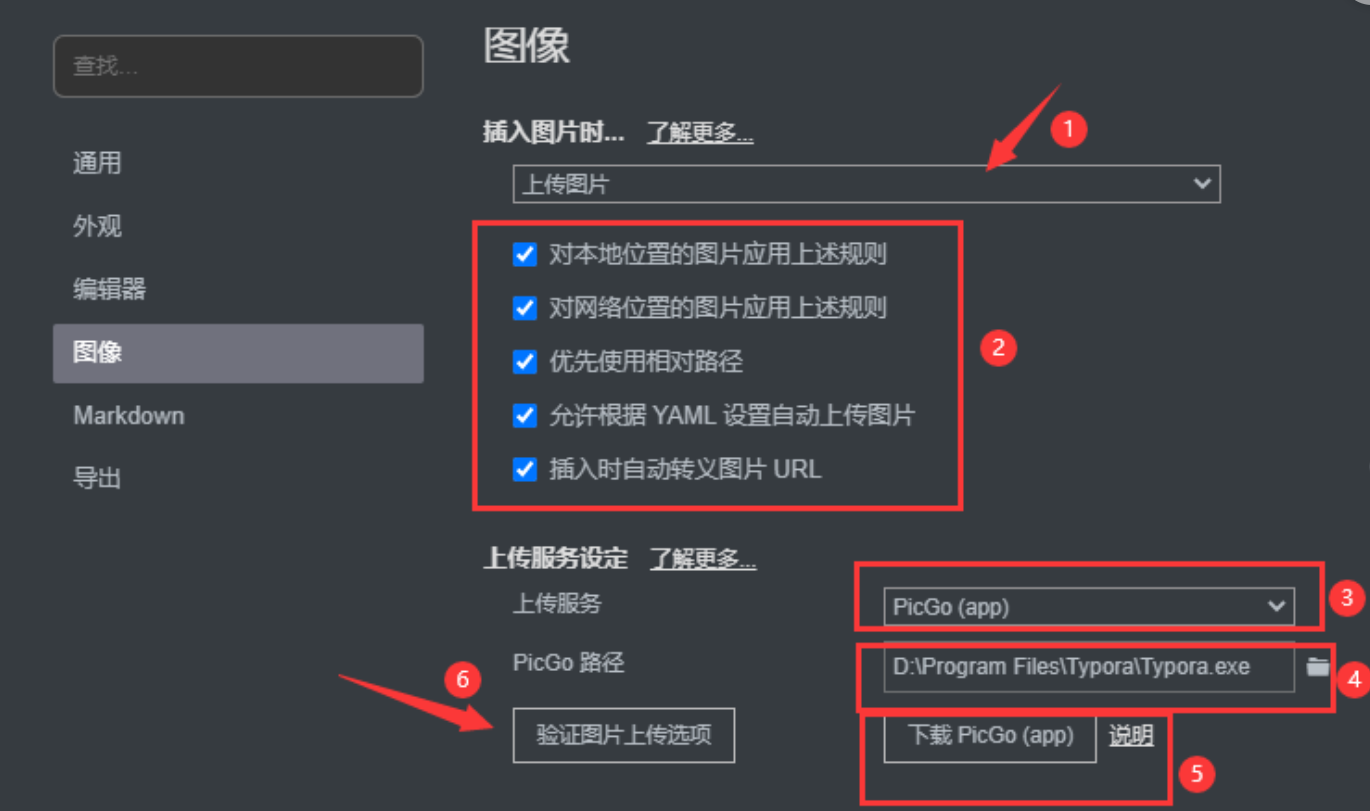 查找...
通用
外观
编辑器
图像
Markdown
导出
图像
插入图片时... 了解更多...
1
上传图片
对本地位置的图片应用上述规则
对网络位置的图片应用上述规则
2
优先使用相对路径
允许根据 YAML 设置自动上传图片
插入时自动转义图片 URL
上传服务设定 了解更多...
上传服务 PicGo (app) 3
PicGo 路径 D:\Program Files\Typora\Typora.exe 4
6
验证图片上传选项 下载 PicGo (app) 说明
5